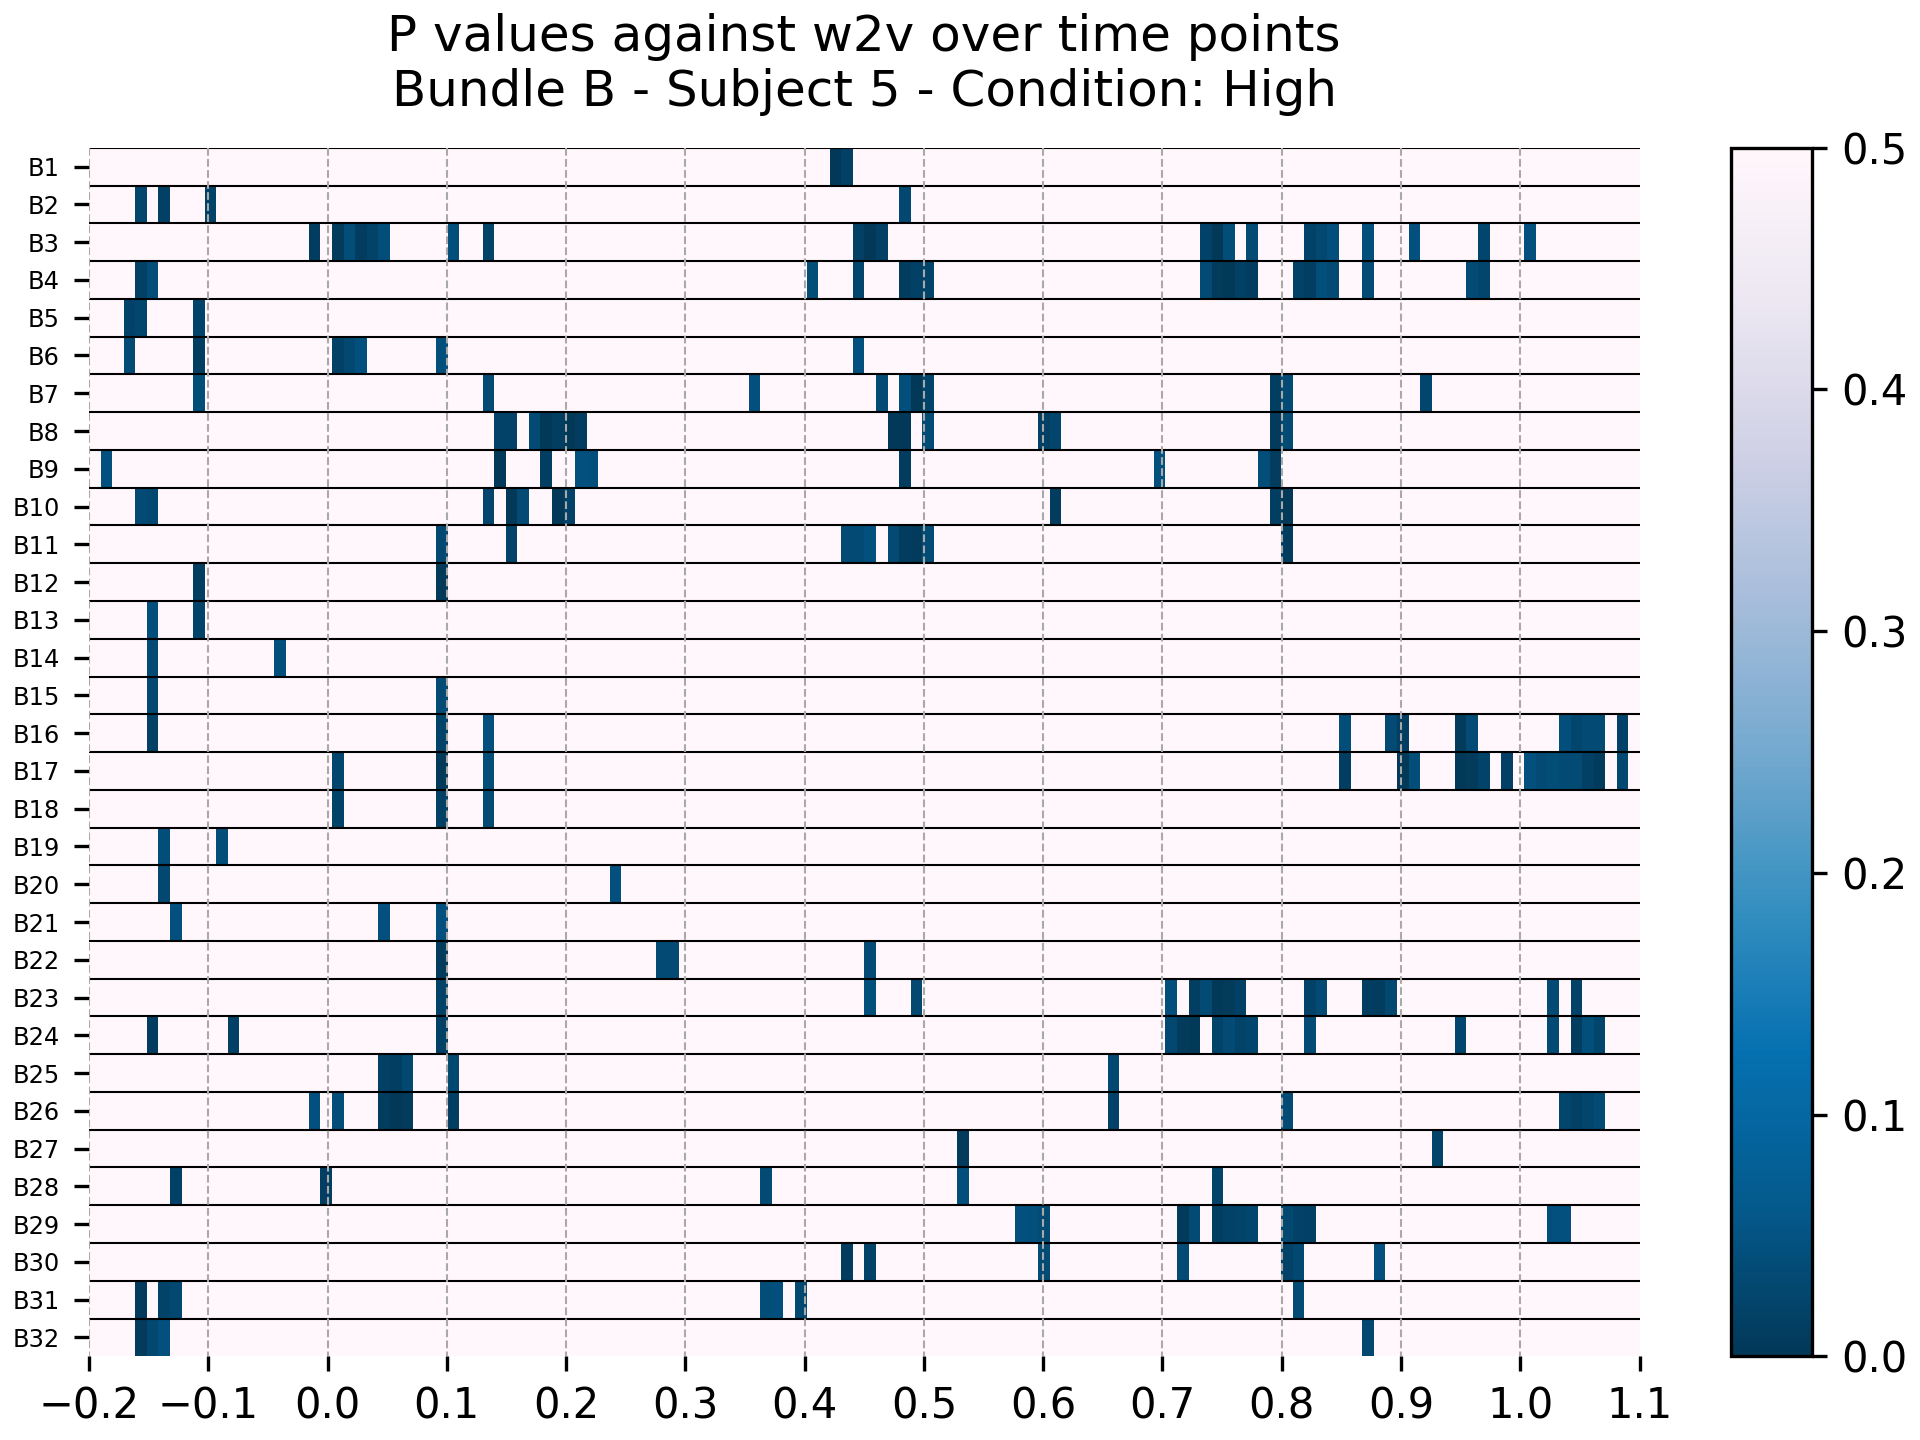 P values against w2v over time points
Bundle B - Subject 5 - Condition: High
B1
B2
B3
B4
B5
B6
B7
B8
B9
B10
B11
B12
B13
B14
B15
B16
B17
B18
B19
B20
B21
B22
B23
B24
B25
B26
B27
B28
B29
B30
B31
B32
−0.2 −0.1 0.0 0.1 0.2 0.3 0.4 0.5 0.6 0.7 0.8 0.9 1.0 1.1
0.5
0.4
0.3
0.2
0.1
0.0